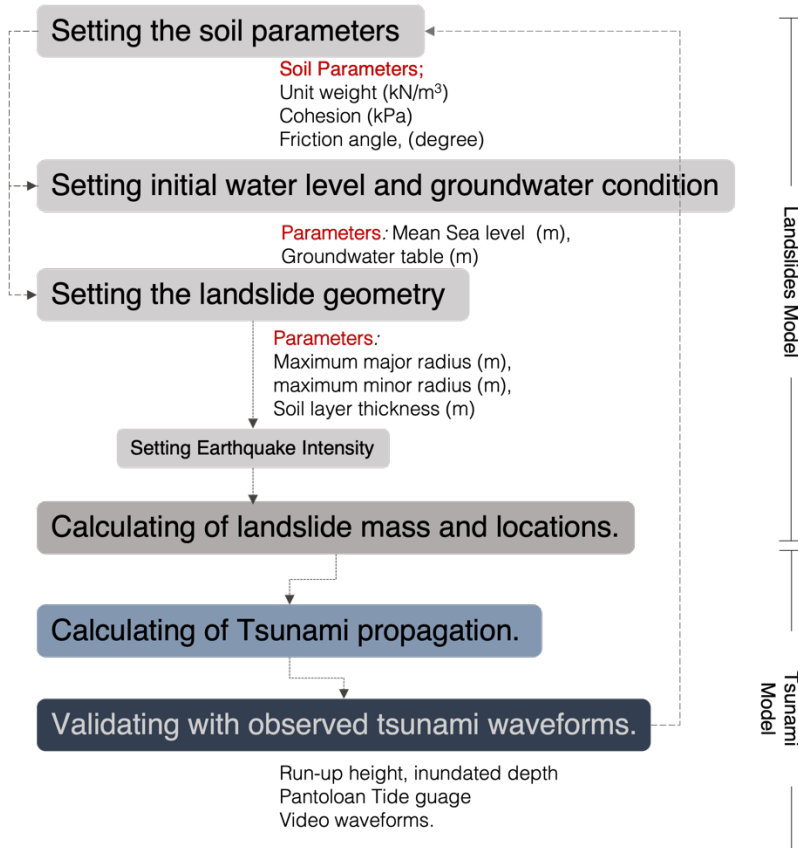 Setting the soil parameters
Soil Parameters;
Unit weight (kN/m³)
Cohesion (kPa)
Friction angle, (degree)
Setting initial water level and groundwater condition
Parameters: Mean Sea level (m),
Groundwater table (m)
Setting the landslide geometry
Parameters:
Maximum major radius (m),
maximum minor radius (m),
Soil layer thickness (m)
Setting Earthquake Intensity
Calculating of landslide mass and locations.
Calculating of Tsunami propagation.
Validating with observed tsunami waveforms.
Run-up height, inundated depth
Pantoloan Tide guage
Video waveforms.
Landslides Model
Tsunami
Model